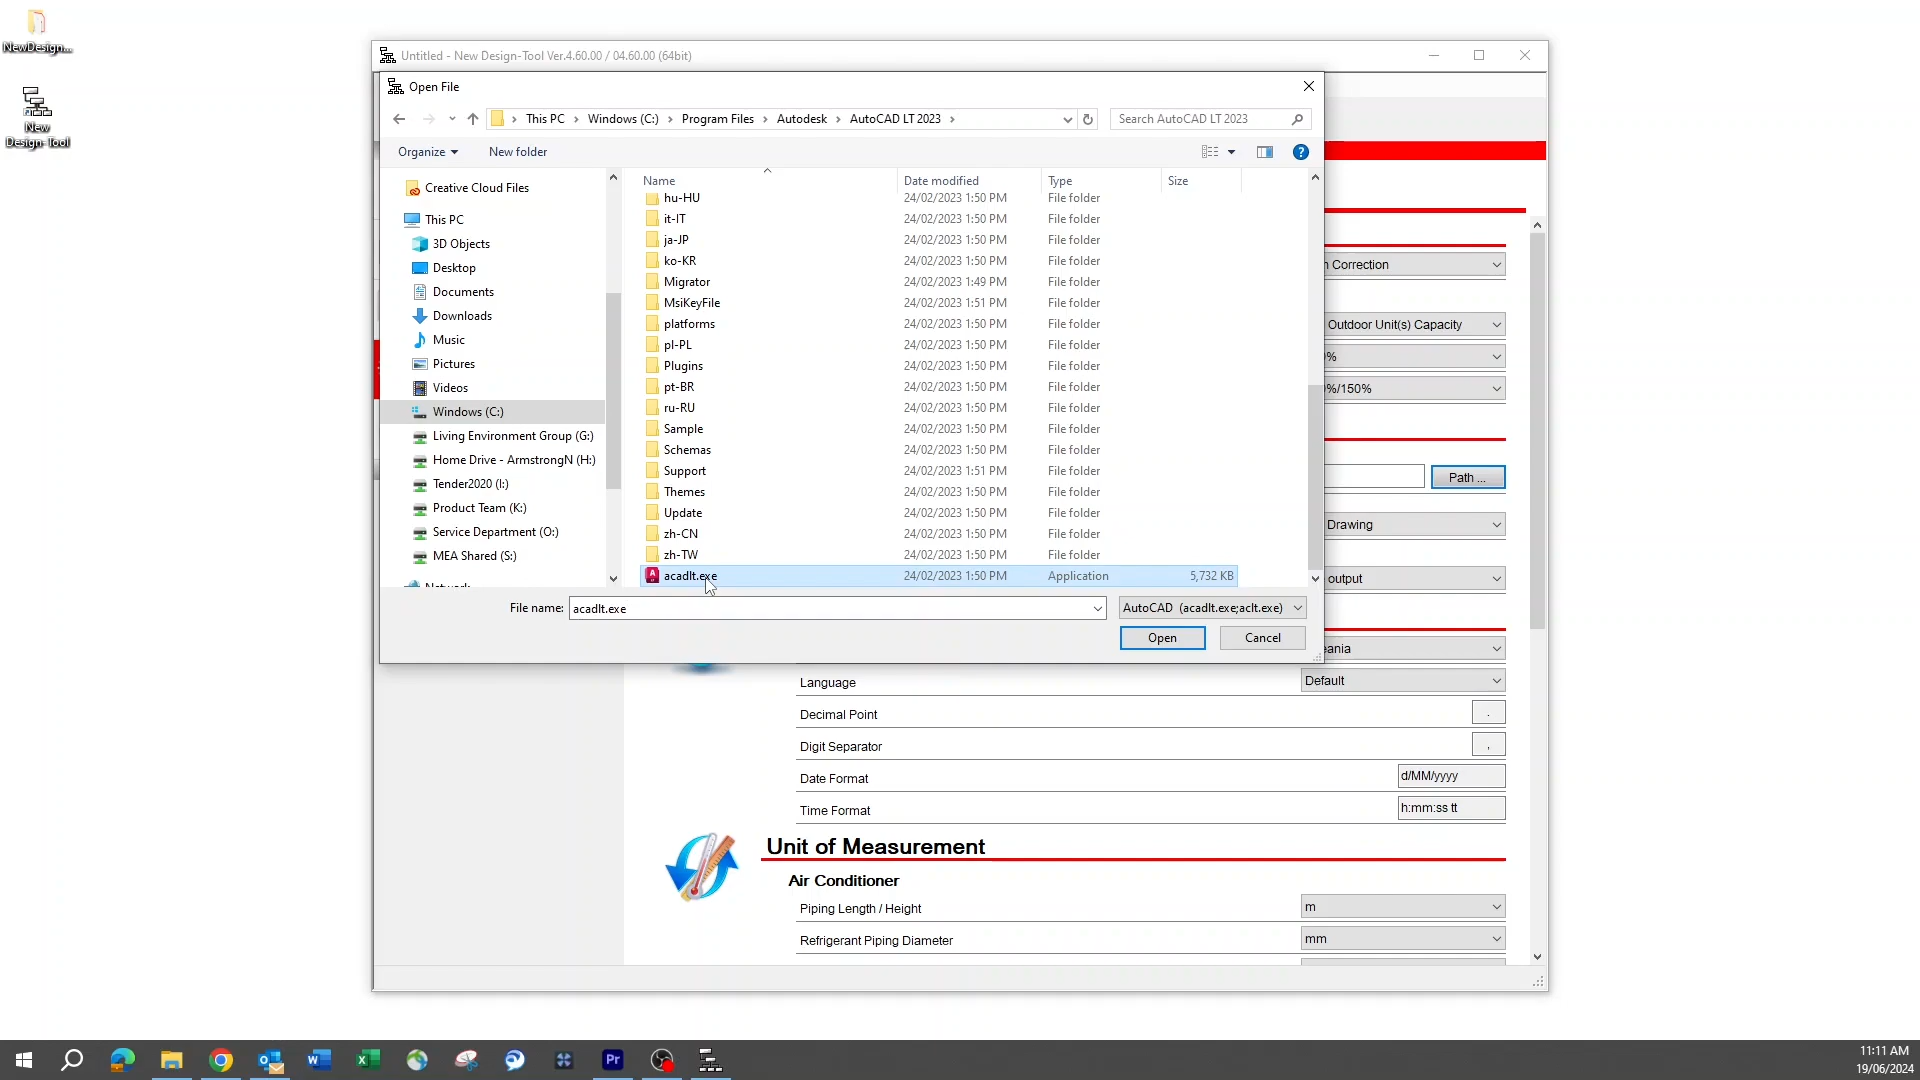 NewDesign...
New
Design-Tool
Untitled - New Design-Tool Ver.4.60.00 / 04.60.00 (64bit)
Open File
This PC
Windows (C:)
Program Files
Autodesk
AutoCAD LT 2023
Search AutoCAD LT 2023
Organize
New folder
Creative Cloud Files
This PC
3D Objects
Desktop
Documents
Downloads
Music
Pictures
Videos
Windows (C:)
Living Environment Group (G:)
Home Drive - ArmstrongN (H:)
Tender2020 (I:)
Product Team (K:)
Service Department (O:)
MEA Shared (S:)
Network
Name Date modified Type Size
hu-HU 24/02/2023 1:50 PM File folder
it-IT 24/02/2023 1:50 PM File folder
ja-JP 24/02/2023 1:50 PM File folder
ko-KR 24/02/2023 1:50 PM File folder
Migrator 24/02/2023 1:49 PM File folder
MsiKeyFile 24/02/2023 1:51 PM File folder
platforms 24/02/2023 1:50 PM File folder
pl-PL 24/02/2023 1:50 PM File folder
Plugins 24/02/2023 1:50 PM File folder
pt-BR 24/02/2023 1:50 PM File folder
ru-RU 24/02/2023 1:50 PM File folder
Sample 24/02/2023 1:50 PM File folder
Schemas 24/02/2023 1:50 PM File folder
Support 24/02/2023 1:51 PM File folder
Themes 24/02/2023 1:50 PM File folder
Update 24/02/2023 1:50 PM File folder
zh-CN 24/02/2023 1:50 PM File folder
zh-TW 24/02/2023 1:50 PM File folder
acadlt.exe 24/02/2023 1:50 PM Application 5,732 KB
File name: acadlt.exe AutoCAD (acadlt.exe;aclt.exe)
Open Cancel
Correction
Outdoor Unit(s) Capacity
%
%/150%
Path ...
Drawing
output
eania
Language Default
Decimal Point .
Digit Separator ,
Date Format d/MM/yyyy
Time Format h:mm:ss tt
Unit of Measurement
Air Conditioner
Piping Length / Height m
Refrigerant Piping Diameter mm
11:11 AM
19/06/2024